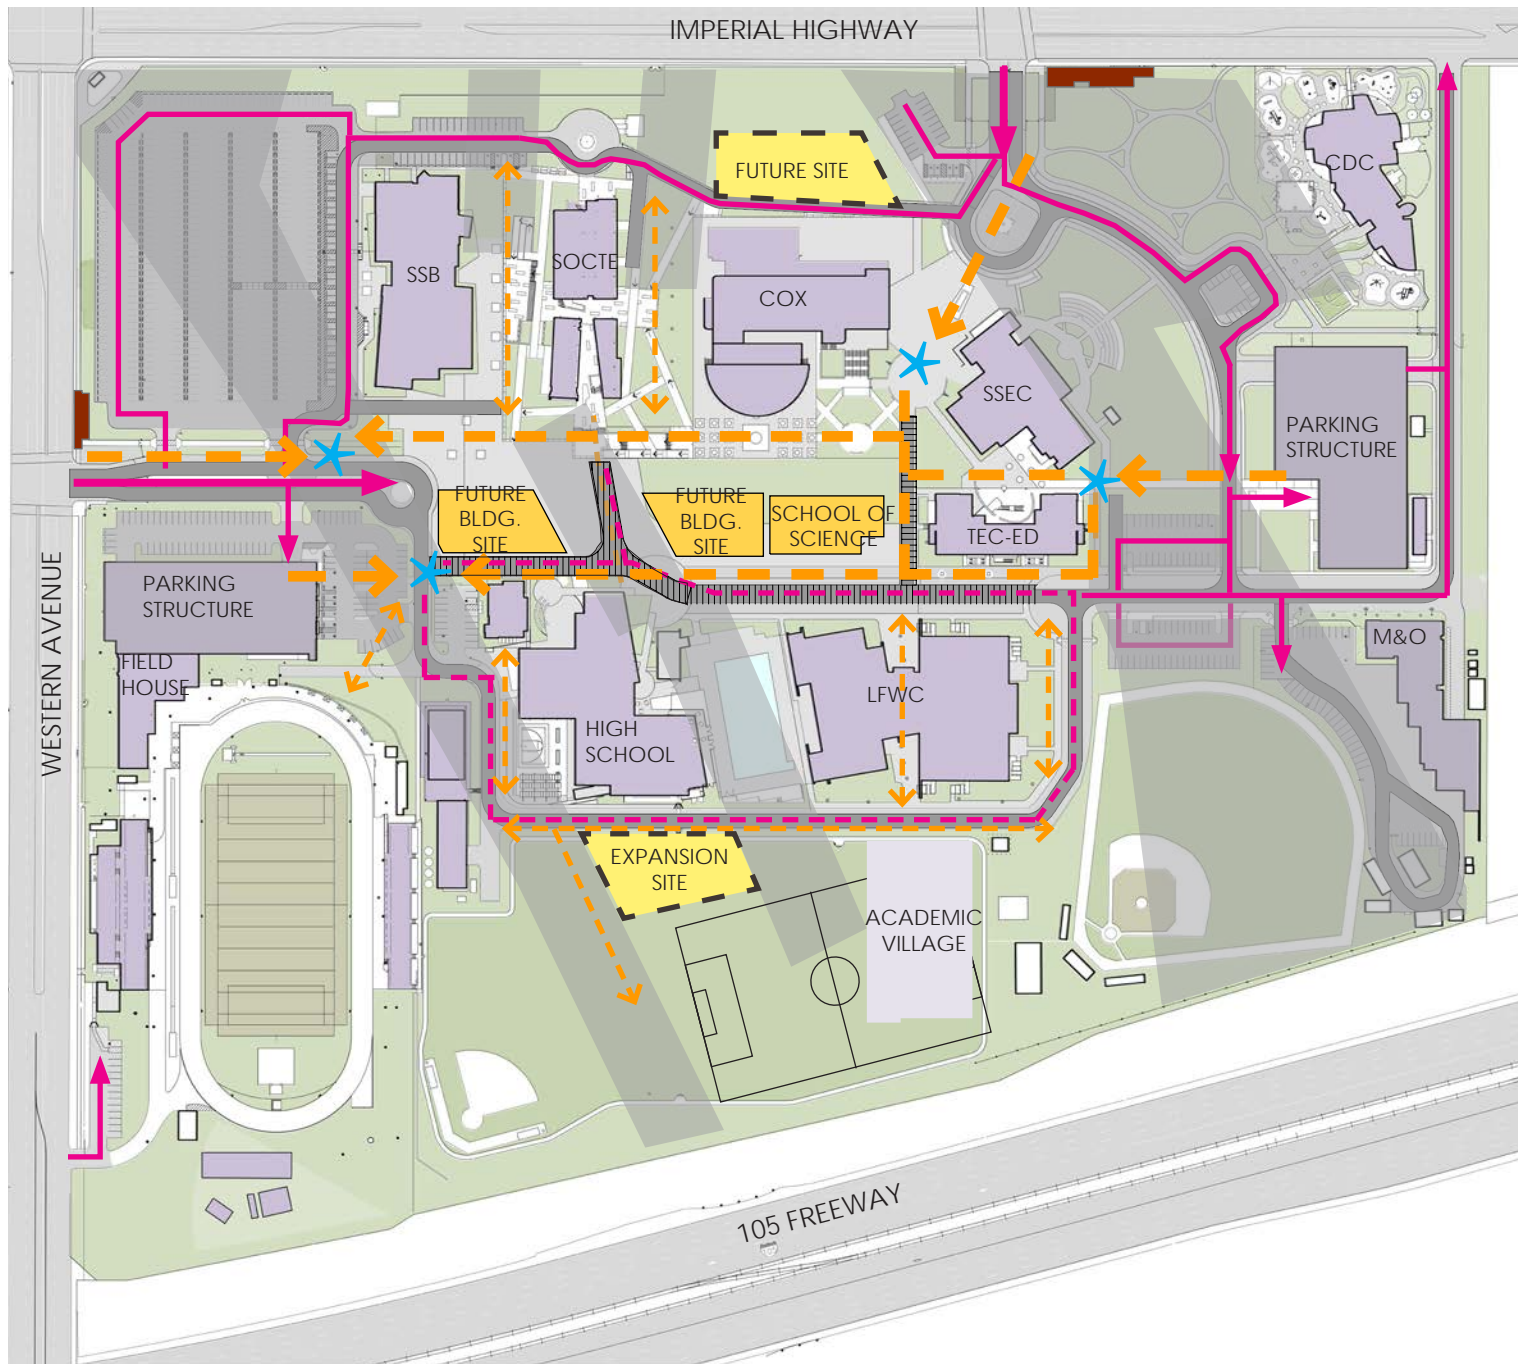 IMPERIAL HIGHWAY
FUTURE SITE
CDC
SSB
SOCTE
COX
SSEC
PARKING
STRUCTURE
FUTURE
BLDG.
SITE
FUTURE
BLDG.
SITE
SCHOOL OF
SCIENCE
TEC-ED
WESTERN AVENUE
PARKING
STRUCTURE
FIELD
HOUSE
HIGH
SCHOOL
LFWC
M&O
EXPANSION
SITE
ACADEMIC
VILLAGE
105 FREEWAY